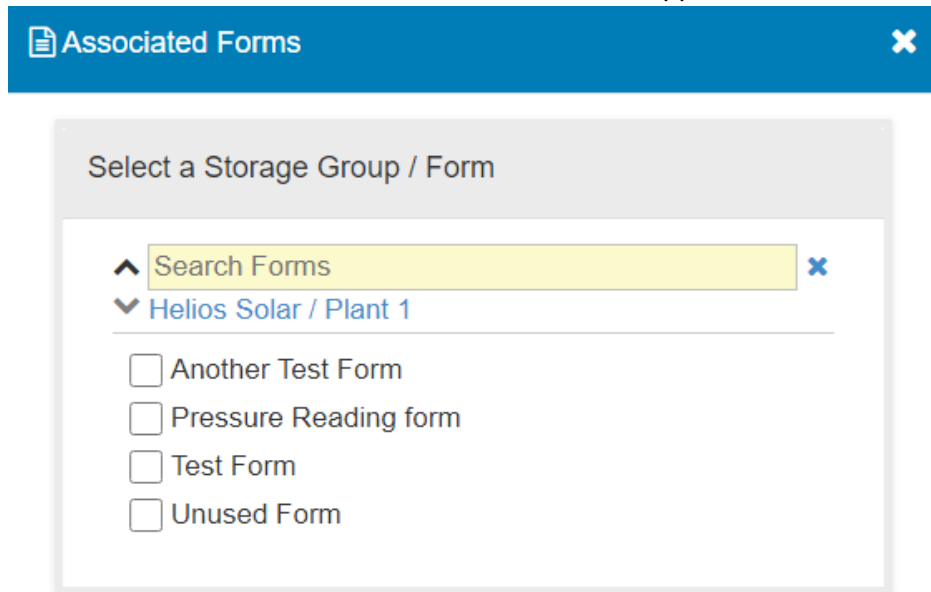 Associated Forms
Select a Storage Group / Form
Search Forms
Helios Solar / Plant 1
Another Test Form
Pressure Reading form
Test Form
Unused Form